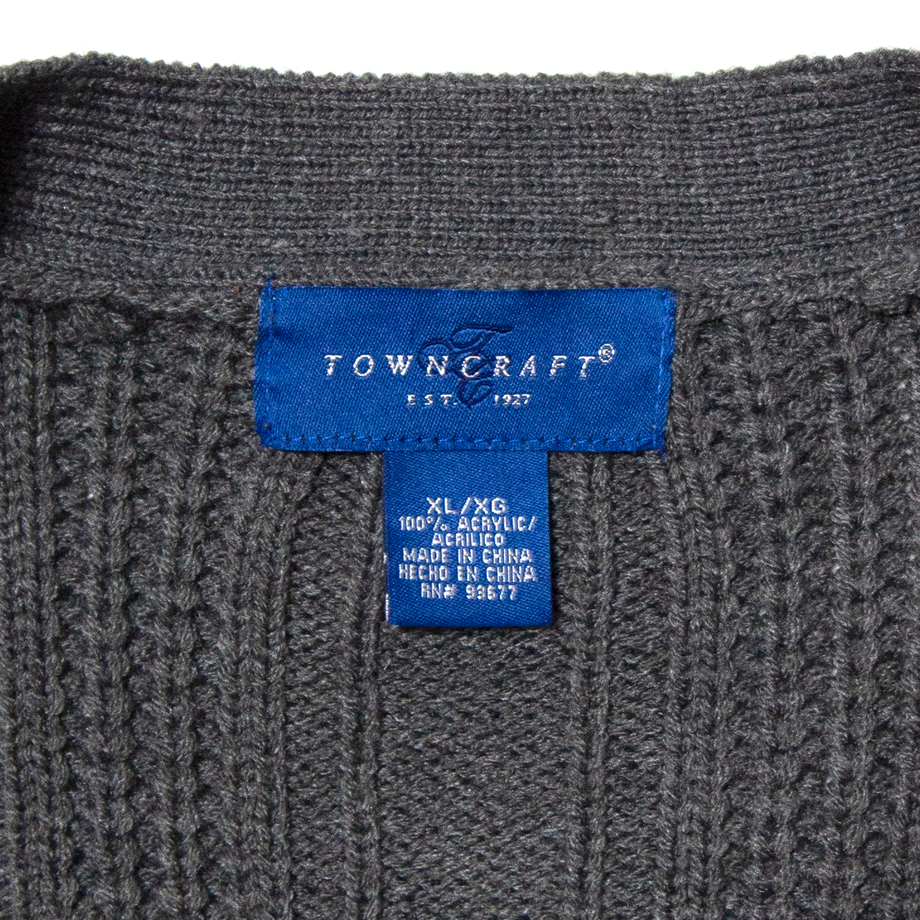 TOWNCRAFT®
EST. 1927
XL/XG
100% ACRYLIC/
ACRILICO
MADE IN CHINA
HECHO EN CHINA
RN# 93677